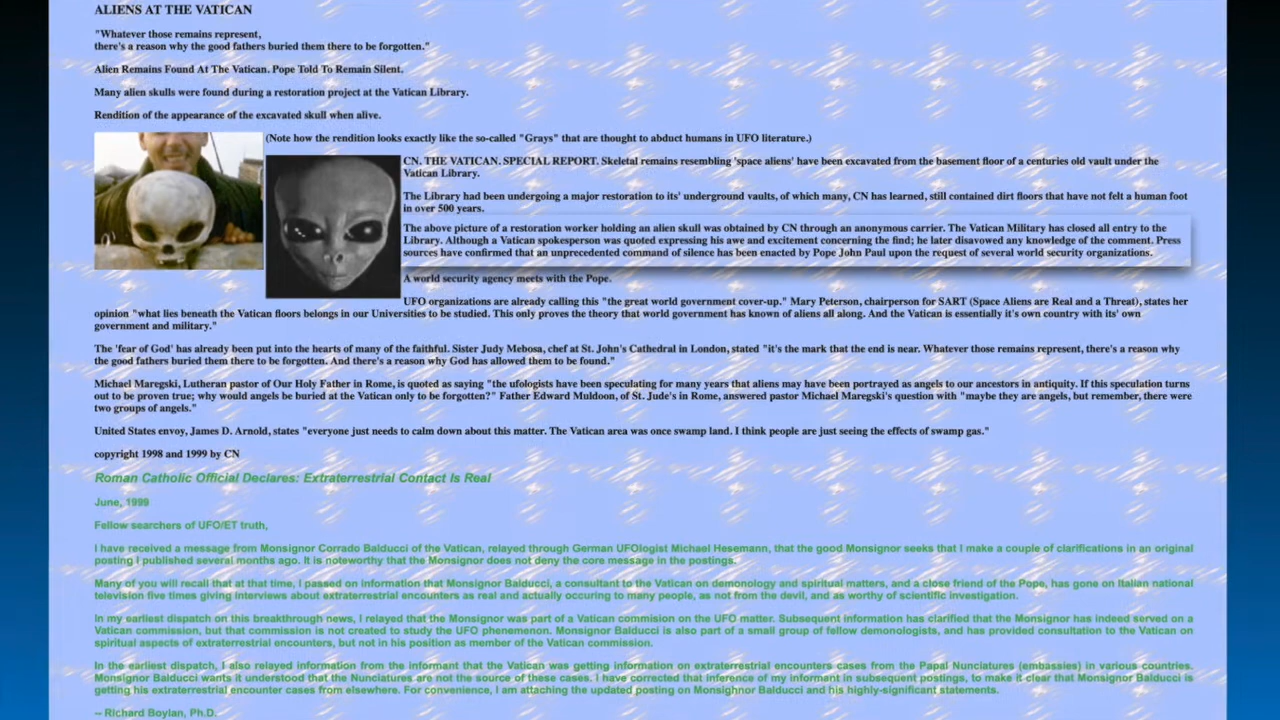 ALIENS AT THE VATICAN
"Whatever those remains represent,
there's a reason why the good fathers buried them there to be forgotten."
Alien Remains Found At The Vatican. Pope Told To Remain Silent.
Many alien skulls were found during a restoration project at the Vatican Library.
Rendition of the appearance of the excavated skull when alive.
(Note how the rendition looks exactly like the so-called "Grays" that are thought to abduct humans in UFO literature.)
CN. THE VATICAN. SPECIAL REPORT. Skeletal remains resembling 'space aliens' have been excavated from the basement floor of a centuries old vault under the
Vatican Library.
The Library had been undergoing a major restoration to its' underground vaults, of which many, CN has learned, still contained dirt floors that have not felt a human foot
in over 500 years.
The above picture of a restoration worker holding an alien skull was obtained by CN through an anonymous carrier. The Vatican Military has closed all entry to the
Library. Although a Vatican spokesperson was quoted expressing his awe and excitement concerning the find; he later disavowed any knowledge of the comment. Press
sources have confirmed that an unprecedented command of silence has been enacted by Pope John Paul upon the request of several world security organizations.
A world security agency meets with the Pope.
UFO organizations are already calling this "the great world government cover-up." Mary Peterson, chairperson for SART (Space Aliens are Real and a Threat), states her
opinion "what lies beneath the Vatican floors belongs in our Universities to be studied. This only proves the theory that world government has known of aliens all along. And the Vatican is essentially it's own country with its' own
government and military."
The 'fear of God' has already been put into the hearts of many of the faithful. Sister Judy Mebosa, chef at St. John's Cathedral in London, stated "it's the mark that the end is near. Whatever those remains represent, there's a reason why
the good fathers buried them there to be forgotten. And there's a reason why God has allowed them to be found."
Michael Maregski, Lutheran pastor of Our Holy Father in Rome, is quoted as saying "the ufologists have been speculating for many years that aliens may have been portrayed as angels to our ancestors in antiquity. If this speculation turns
out to be proven true; why would angels be buried at the Vatican only to be forgotten?" Father Edward Muldoon, of St. Jude's in Rome, answered pastor Michael Maregski's question with "maybe they are angels, but remember, there were
two groups of angels."
United States envoy, James D. Arnold, states "everyone just needs to calm down about this matter. The Vatican area was once swamp land. I think people are just seeing the effects of swamp gas."
copyright 1998 and 1999 by CN
Roman Catholic Official Declares: Extraterrestrial Contact Is Real
June, 1999
Fellow searchers of UFO/ET truth,
I have received a message from Monsignor Corrado Balducci of the Vatican, relayed through German UFOlogist Michael Hesemann, that the good Monsignor seeks that I make a couple of clarifications in an original
posting I published several months ago. It is noteworthy that the Monsignor does not deny the core message in the postings.
Many of you will recall that at that time, I passed on information that Monsignor Balducci, a consultant to the Vatican on demonology and spiritual matters, and a close friend of the Pope, has gone on Italian national
television five times giving interviews about extraterrestrial encounters as real and actually occuring to many people, as not from the devil, and as worthy of scientific investigation.
In my earliest dispatch on this breakthrough news, I relayed that the Monsignor was part of a Vatican commision on the UFO matter. Subsequent information has clarified that the Monsignor has indeed served on a
Vatican commission, but that commission is not created to study the UFO phenemenon. Monsignor Balducci is also part of a small group of fellow demonologists, and has provided consultation to the Vatican on
spiritual aspects of extraterrestrial encounters, but not in his position as member of the Vatican commission.
In the earliest dispatch, I also relayed information from the informant that the Vatican was getting information on extraterrestrial encounters cases from the Papal Nunciatures (embassies) in various countries.
Monsignor Balducci wants it understood that the Nunciatures are not the source of these cases. I have corrected that inference of my informant in subsequent postings, to make it clear that Monsignor Balducci is
getting his extraterrestrial encounter cases from elsewhere. For convenience, I am attaching the updated posting on Monsighnor Balducci and his highly-significant statements.
~ Richard Boylan, Ph.D.